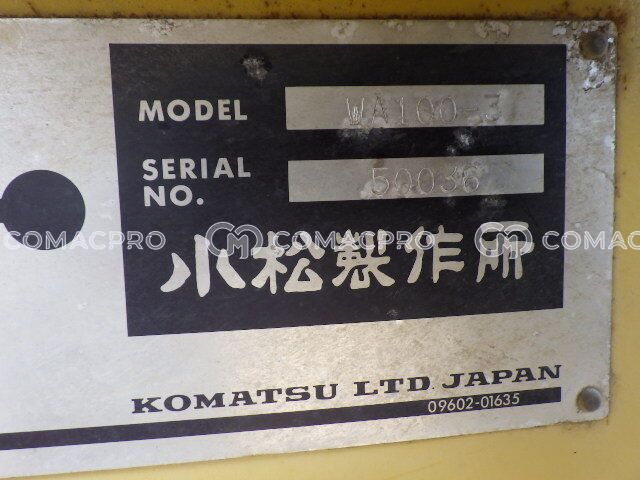 MODEL WA100-3
SERIAL NO. 50036
小松製作所
COMACPRO COMACPRO COMACPRO
KOMATSU LTD. JAPAN
09602-01635